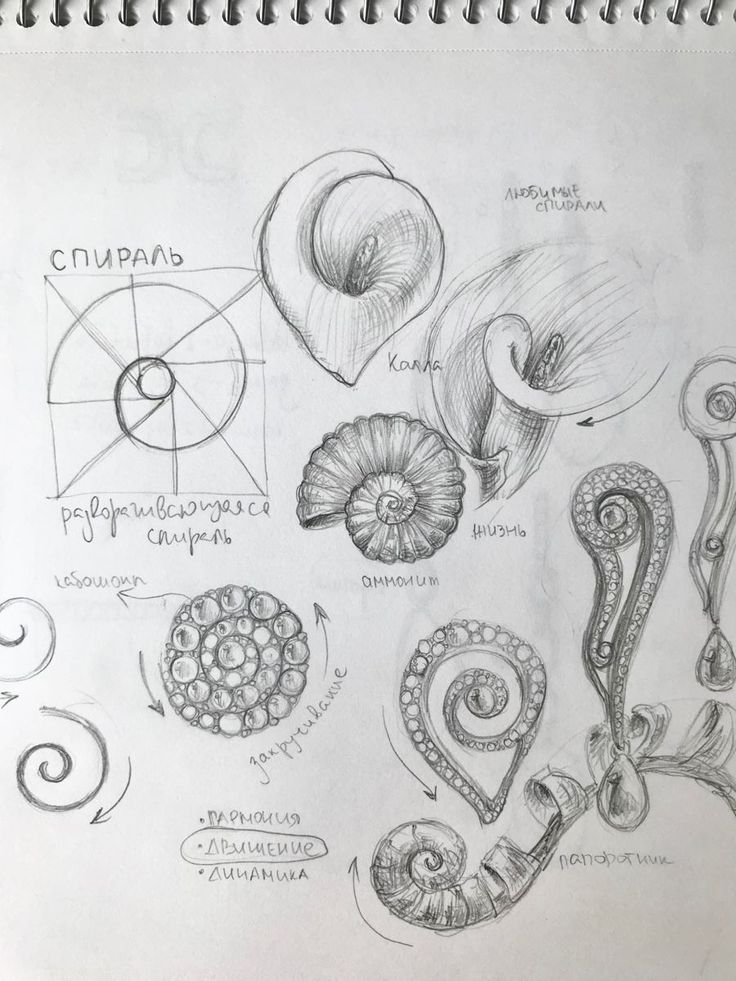 ЛЮБИМЫЕ
СПИРАЛИ
СПИРАЛЬ
Калла
разворачивающаяся
спираль
жизнь
кабошон
аммонит
закручивание
• ГАРМОНИЯ
• ДВИЖЕНИЕ
• ДИНАМИКА
папоротник